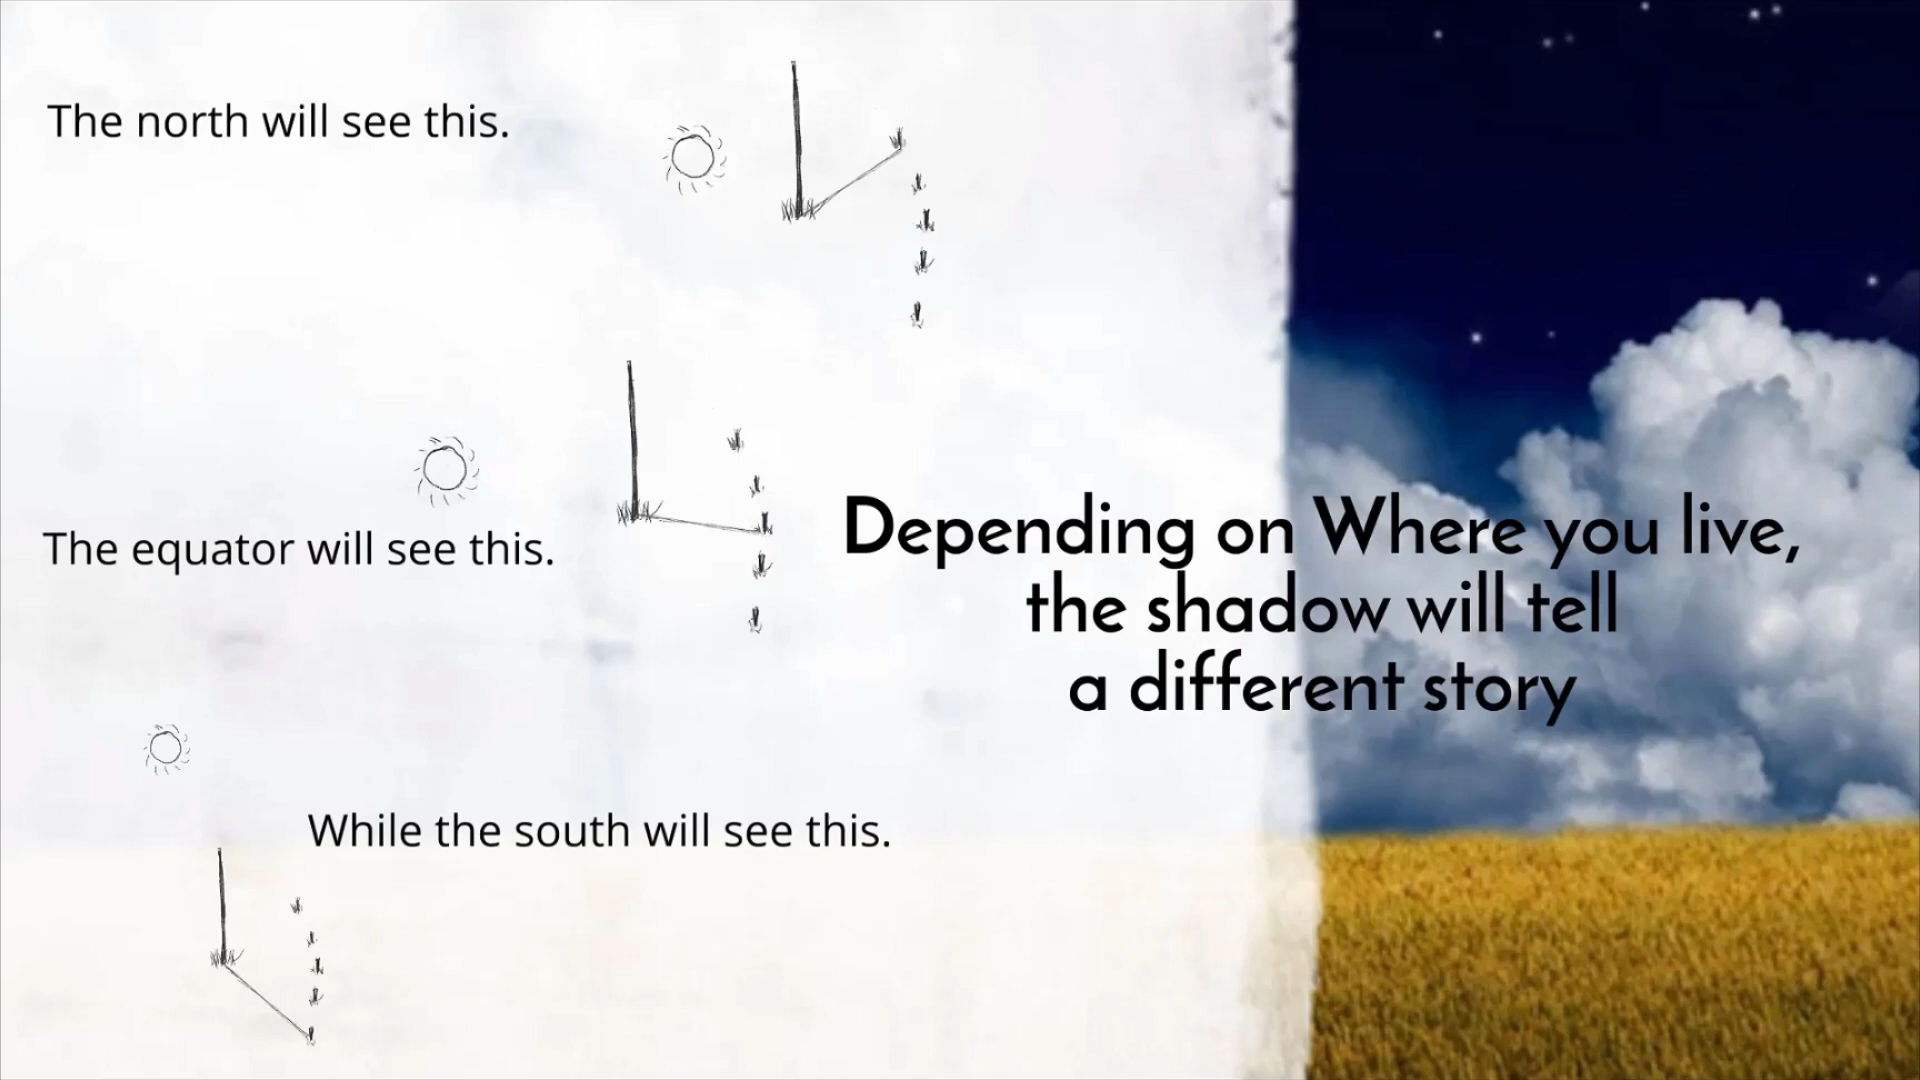 The north will see this.
The equator will see this.
Depending on Where you live,
the shadow will tell
a different story
While the south will see this.